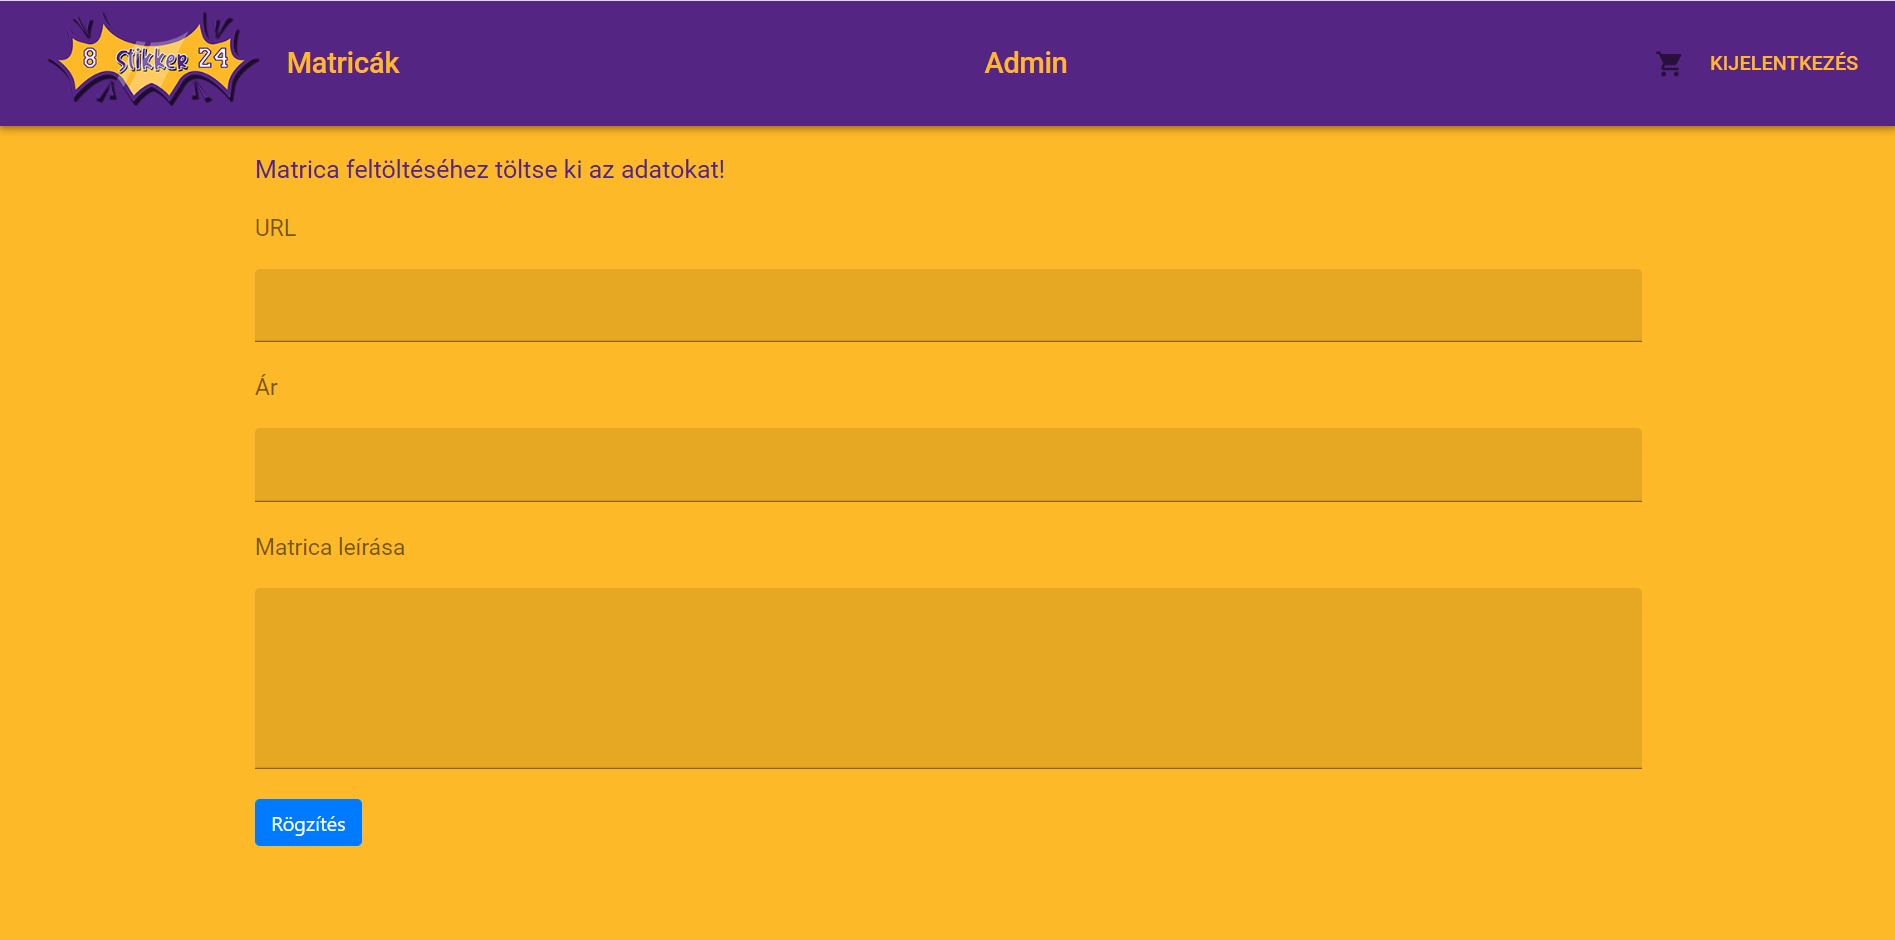 8 Stikker 24
Matricák
Admin
KIJELENTKEZÉS
Matrica feltöltéséhez töltse ki az adatokat!
URL
Ár
Matrica leírása
Rögzítés